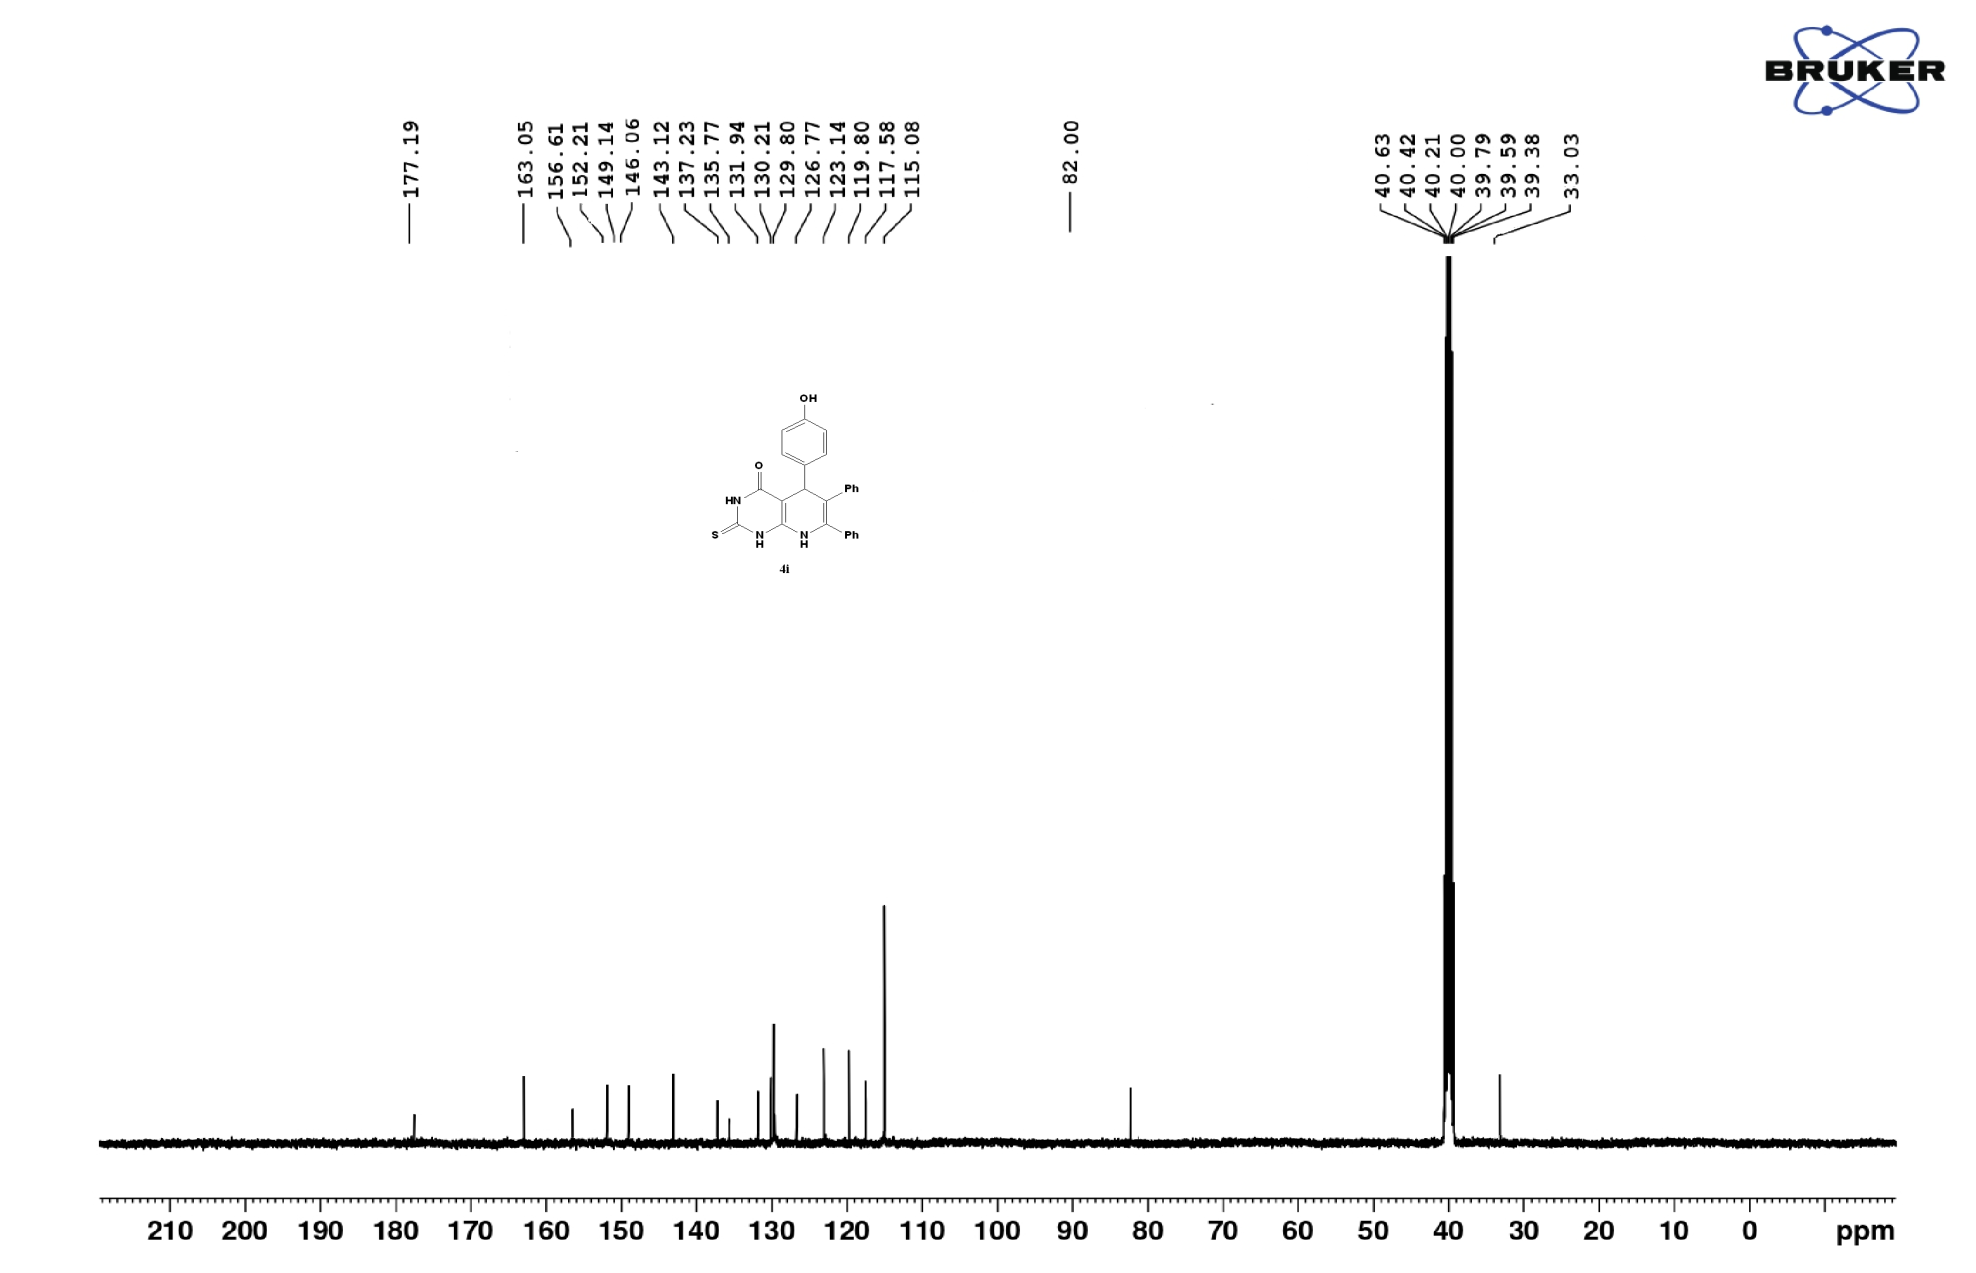 BRUKER
177.19
163.05
156.61
152.21
149.14
146.06
143.12
137.23
135.77
131.94
130.21
129.80
126.77
123.14
119.80
117.58
115.08
82.00
40.63
40.42
40.21
40.00
39.79
39.59
39.38
33.03
OH
O
HN
Ph
S
N
H
N
H
Ph
4i
210 200 190 180 170 160 150 140 130 120 110 100 90 80 70 60 50 40 30 20 10 0 ppm